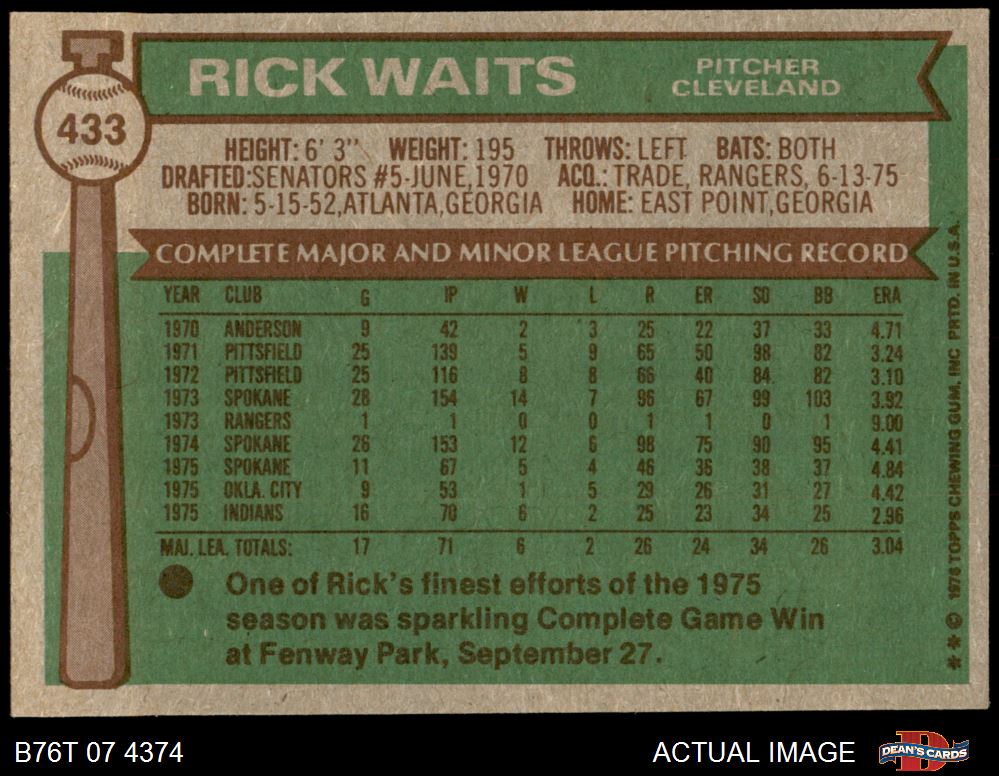 RICK WAITS
PITCHER
CLEVELAND
433
HEIGHT: 6' 3" WEIGHT: 195 THROWS: LEFT BATS: BOTH
DRAFTED:SENATORS #5-JUNE,1970 ACQ.: TRADE, RANGERS, 6-13-75
BORN: 5-15-52,ATLANTA,GEORGIA HOME: EAST POINT,GEORGIA
COMPLETE MAJOR AND MINOR LEAGUE PITCHING RECORD
YEAR CLUB G IP W L R ER SO BB ERA
1970 ANDERSON 9 42 2 3 25 22 37 33 4.71
1971 PITTSFIELD 25 139 5 9 65 50 98 82 3.24
1972 PITTSFIELD 25 116 8 8 66 40 84 82 3.10
1973 SPOKANE 28 154 14 7 96 67 99 103 3.92
1973 RANGERS 1 1 0 0 1 1 0 1 9.00
1974 SPOKANE 26 153 12 6 98 75 90 95 4.41
1975 SPOKANE 11 67 5 4 46 36 38 37 4.84
1975 OKLA. CITY 9 53 1 5 29 26 31 27 4.42
1975 INDIANS 16 70 6 2 25 23 34 25 2.96
MAJ. LEA. TOTALS: 17 71 6 2 26 24 34 26 3.04
One of Rick's finest efforts of the 1975
season was sparkling Complete Game Win
at Fenway Park, September 27.
** © 1976 TOPPS CHEWING GUM, INC PRTD. IN U.S.A.
B76T 07 4374
ACTUAL IMAGE
DEAN'S CARDS